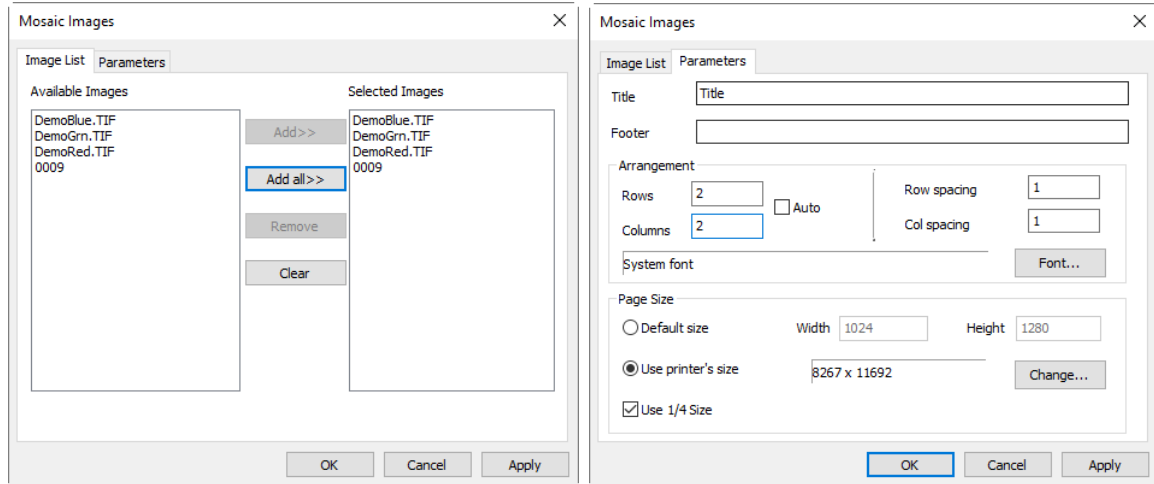 Mosaic Images
Image List Parameters
Available Images Selected Images
DemoBlue.TIF
DemoGrn.TIF
DemoRed.TIF
0009
Add>>
Add all>>
Remove
Clear
DemoBlue.TIF
DemoGrn.TIF
DemoRed.TIF
0009
OK Cancel Apply
Mosaic Images
Image List Parameters
Title Title
Footer
Arrangement
Rows 2
Columns 2
Auto
Row spacing 1
Col spacing 1
System font Font...
Page Size
Default size Width 1024 Height 1280
Use printer's size 8267 x 11692 Change...
Use 1/4 Size
OK Cancel Apply